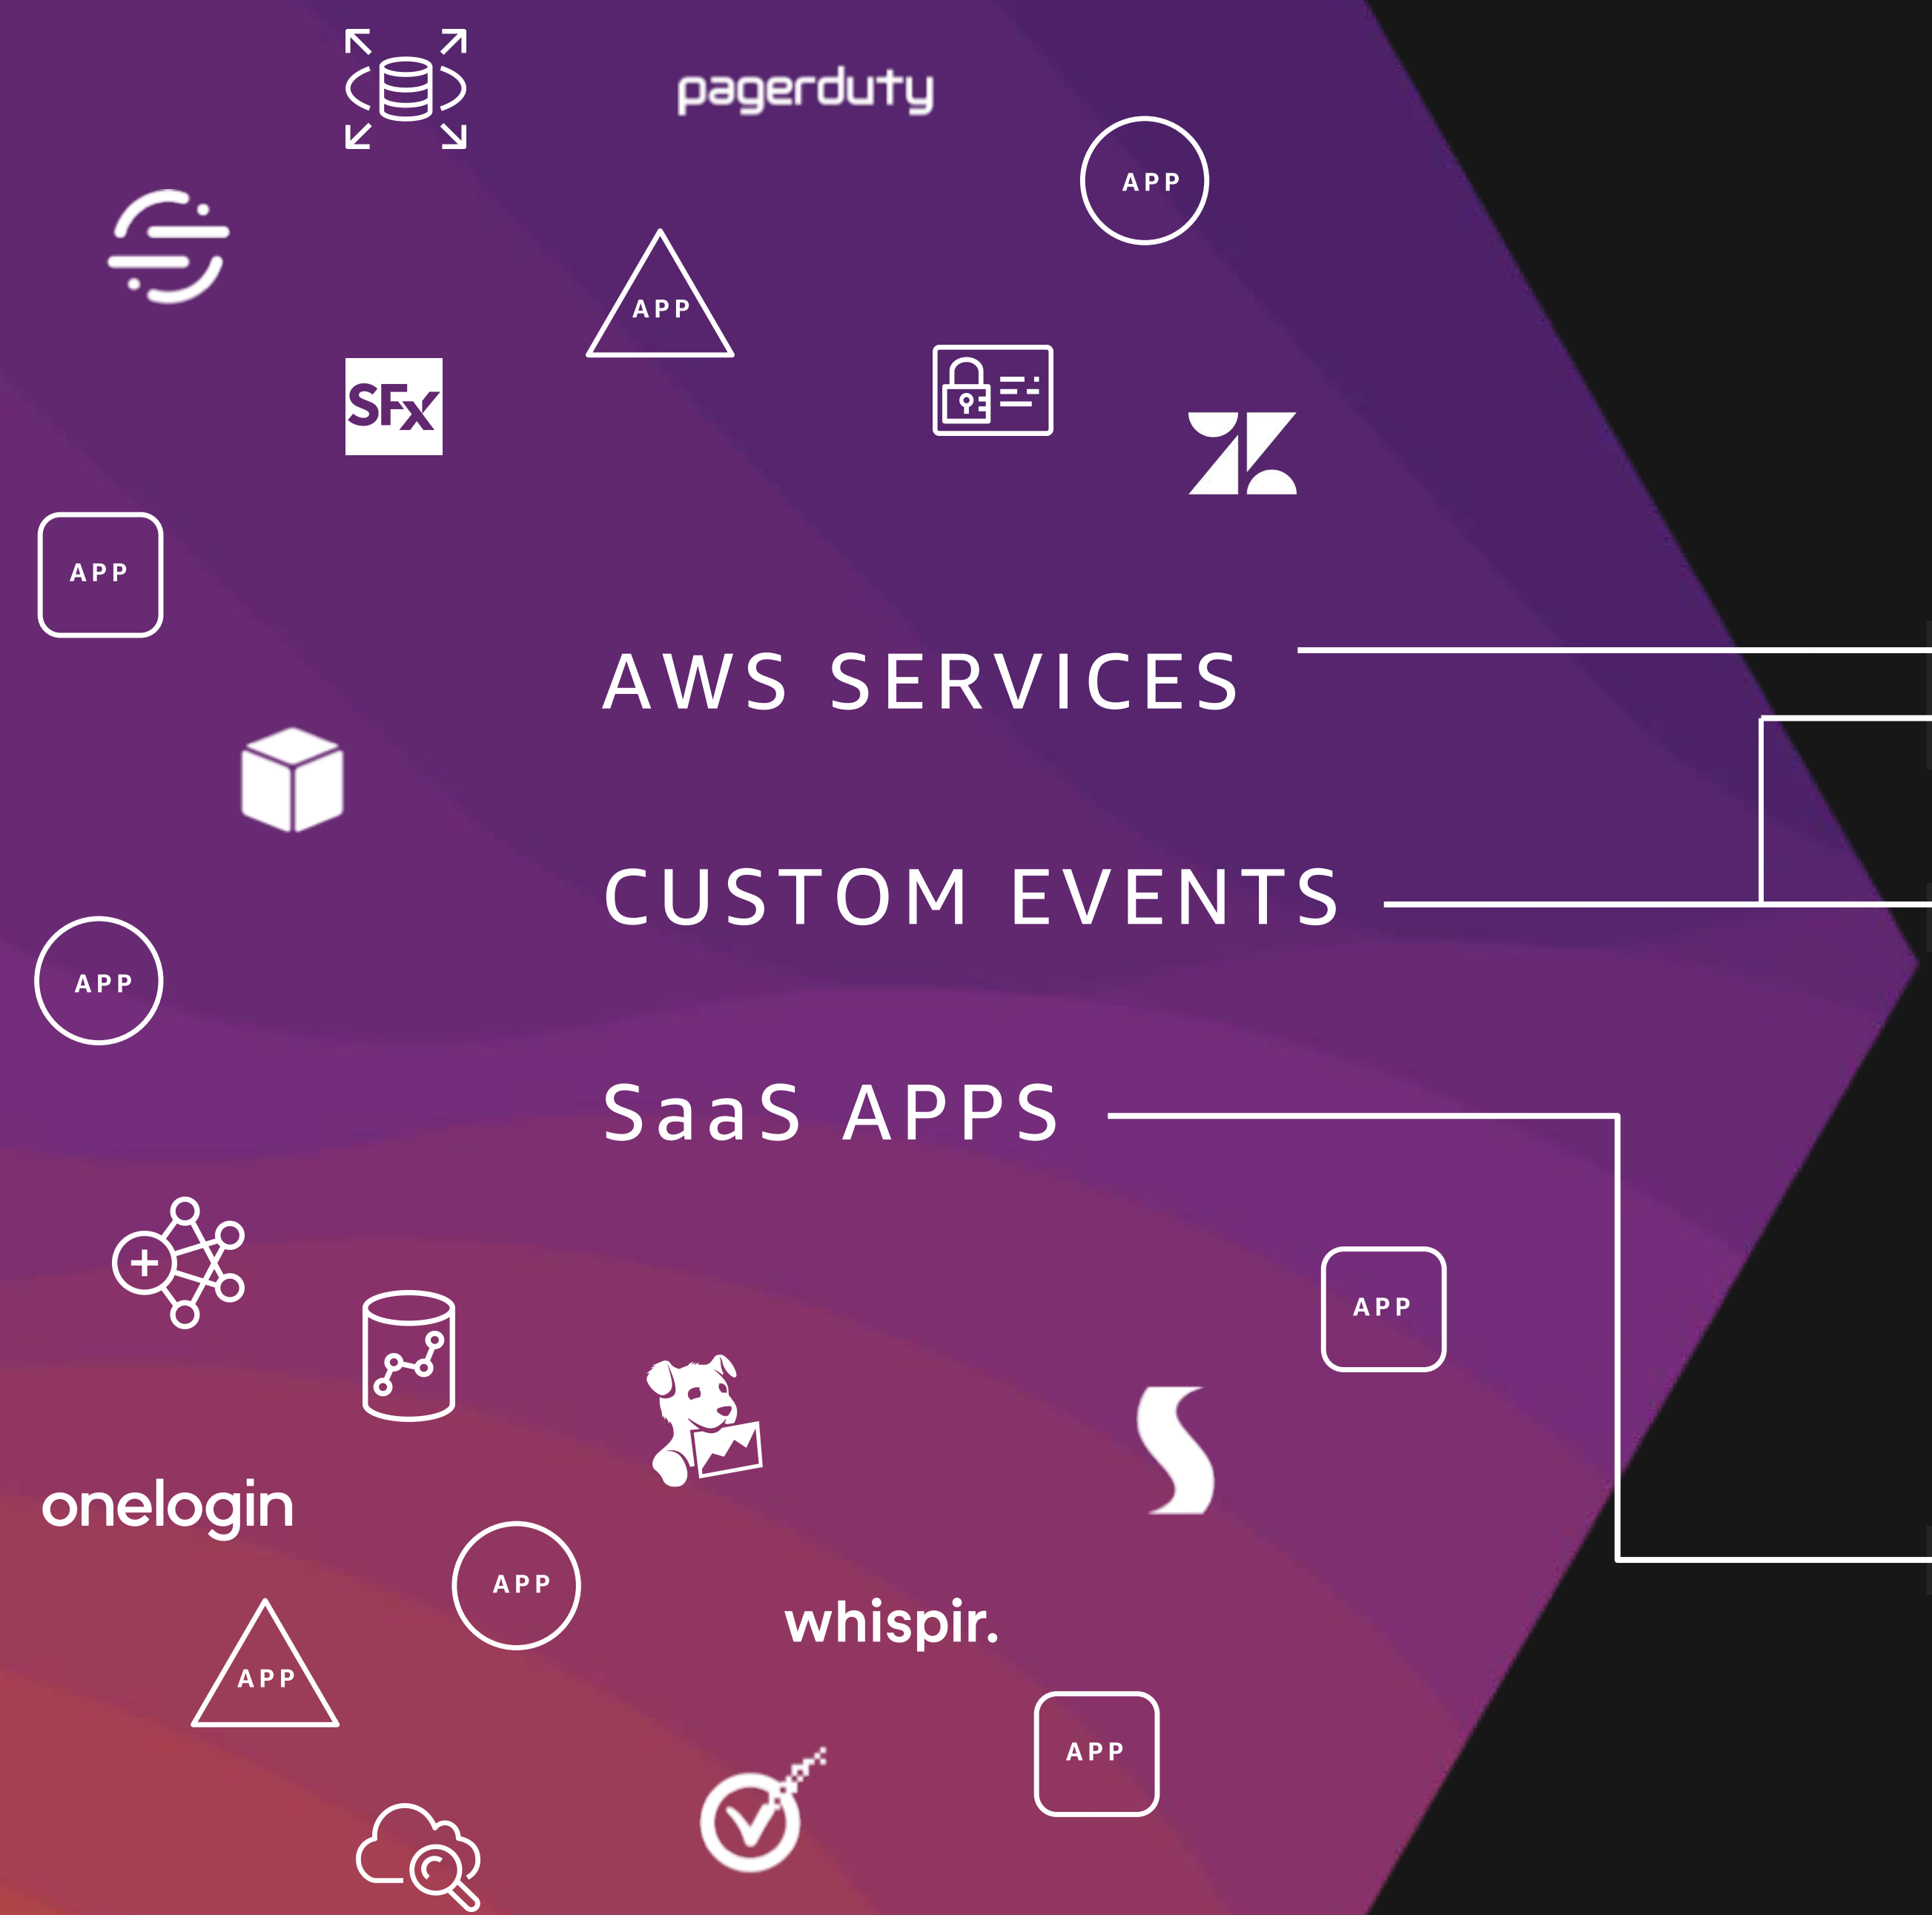 pagerduty
APP
APP
SFx
APP
AWS SERVICES
CUSTOM EVENTS
APP
SaaS APPS
APP
onelogin
APP
whispir.
APP
APP